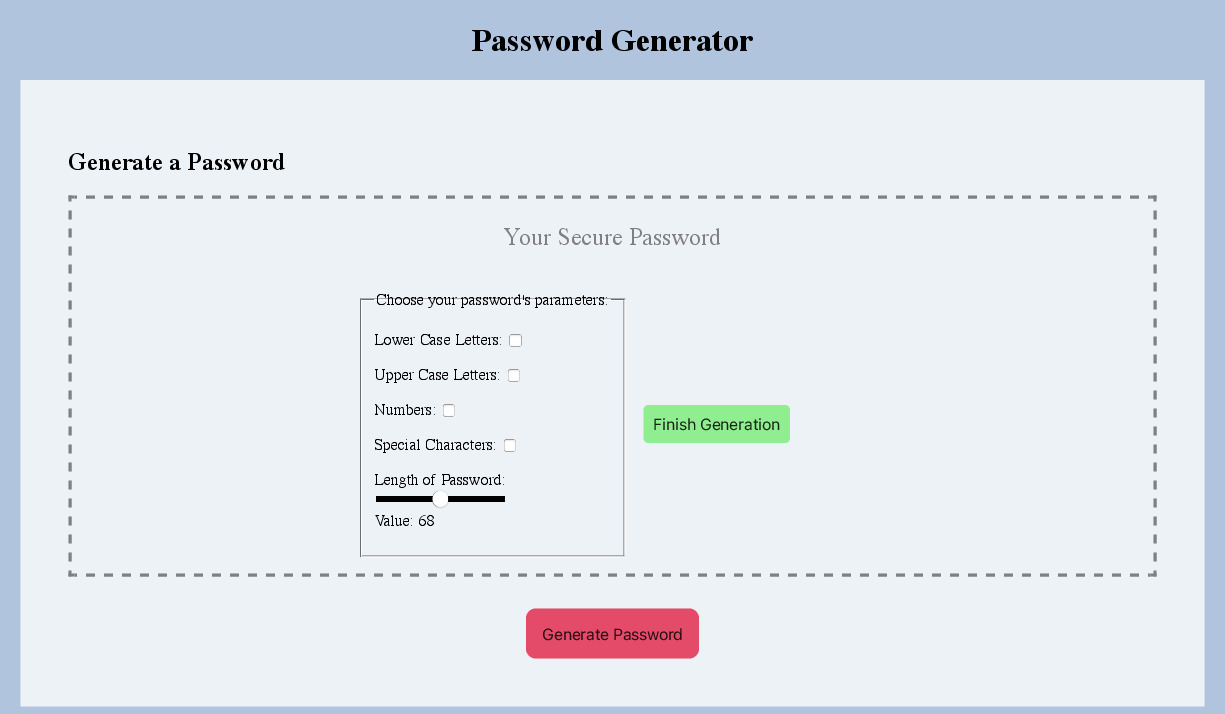 Password Generator
Generate a Password
Your Secure Password
Choose your password's parameters:
Lower Case Letters:
Upper Case Letters:
Numbers:
Special Characters:
Length of Password:
Value: 68
Finish Generation
Generate Password